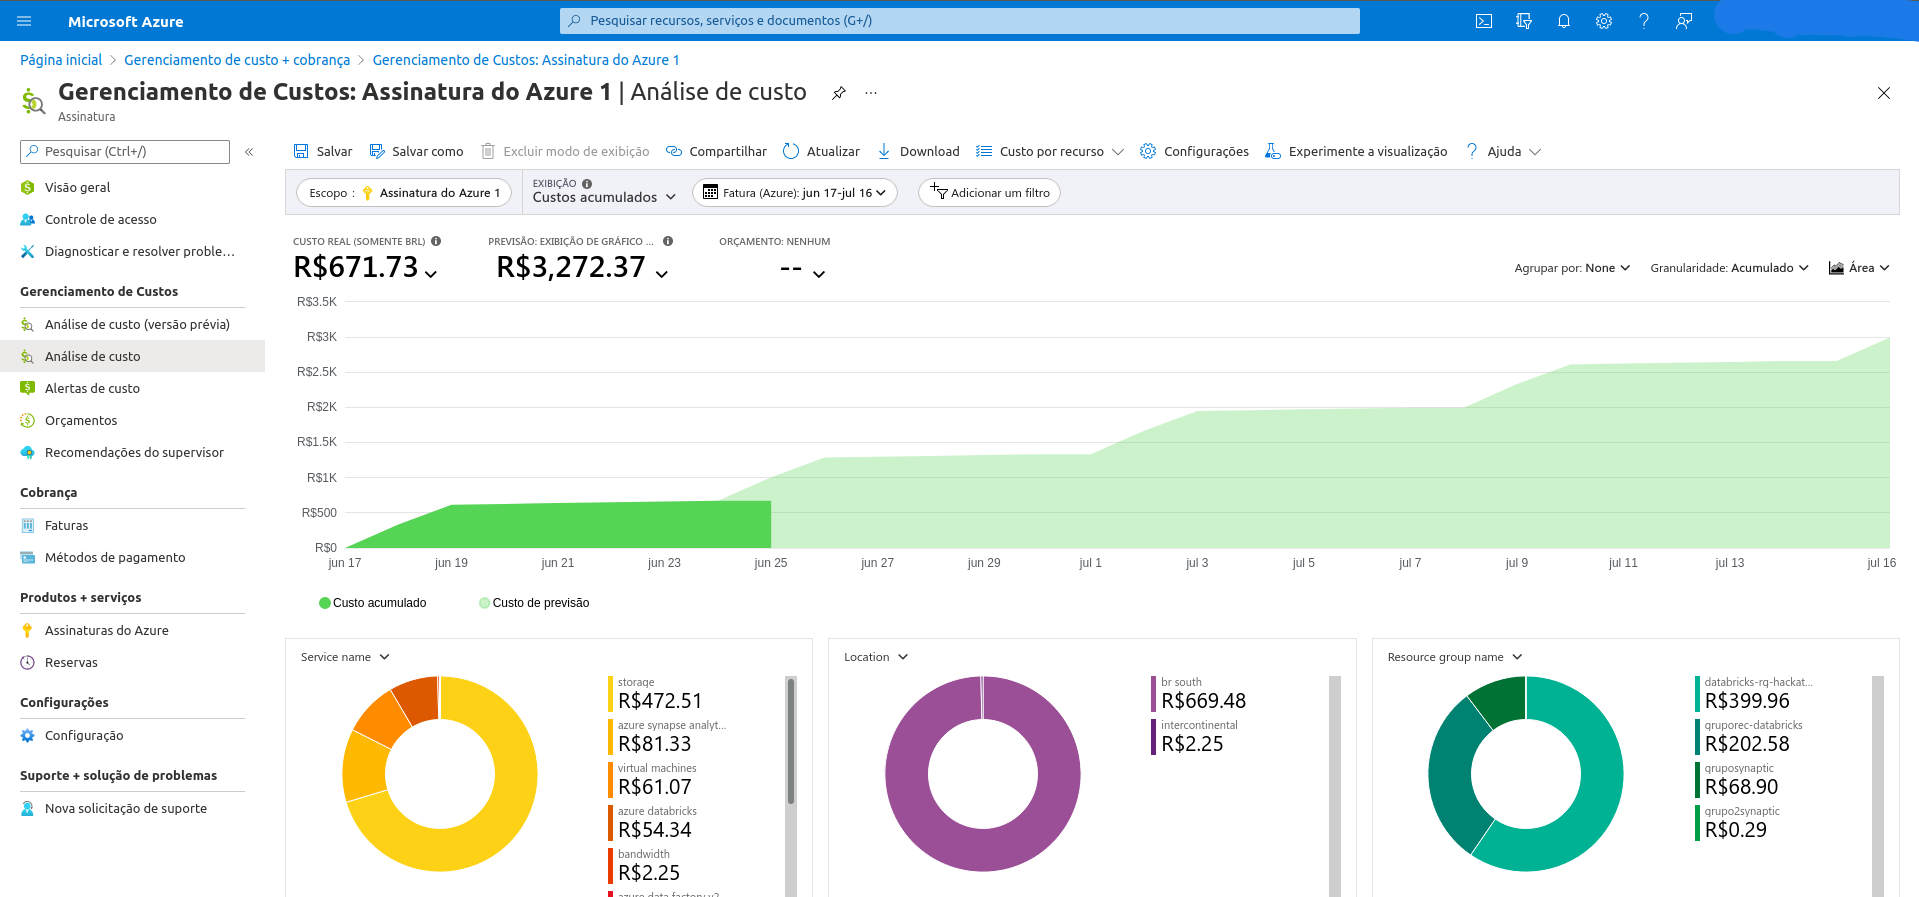 Microsoft Azure
Pesquisar recursos, serviços e documentos (G+/)
Página inicial > Gerenciamento de custo + cobrança > Gerenciamento de Custos: Assinatura do Azure 1
Gerenciamento de Custos: Assinatura do Azure 1 | Análise de custo ...
Assinatura
Pesquisar (Ctrl+/) «
Visão geral
Controle de acesso
Diagnosticar e resolver proble...
Gerenciamento de Custos
Análise de custo (versão prévia)
Análise de custo
Alertas de custo
Orçamentos
Recomendações do supervisor
Cobrança
Faturas
Métodos de pagamento
Produtos + serviços
Assinaturas do Azure
Reservas
Configurações
Configuração
Suporte + solução de problemas
Nova solicitação de suporte
Salvar Salvar como Excluir modo de exibição Compartilhar Atualizar Download Custo por recurso Configurações Experimente a visualização ? Ajuda
Escopo : Assinatura do Azure 1
EXIBIÇÃO
Custos acumulados
Fatura (Azure): jun 17-jul 16
Adicionar um filtro
CUSTO REAL (SOMENTE BRL)
R$671.73
PREVISÃO: EXIBIÇÃO DE GRÁFICO ...
R$3,272.37
ORÇAMENTO: NENHUM
--
Agrupar por: None Granularidade: Acumulado Área
R$3.5K
R$3K
R$2.5K
R$2K
R$1.5K
R$1K
R$500
R$0
jun 17 jun 19 jun 21 jun 23 jun 25 jun 27 jun 29 jul 1 jul 3 jul 5 jul 7 jul 9 jul 11 jul 13 jul 16
Custo acumulado Custo de previsão
Service name
storage
R$472.51
azure synapse analyt...
R$81.33
virtual machines
R$61.07
azure databricks
R$54.34
bandwidth
R$2.25
azure data factory v2
Location
br south
R$669.48
intercontinental
R$2.25
Resource group name
databricks-rg-hackat...
R$399.96
gruporec-databricks
R$202.58
gruposynaptic
R$68.90
grupo2synaptic
R$0.29